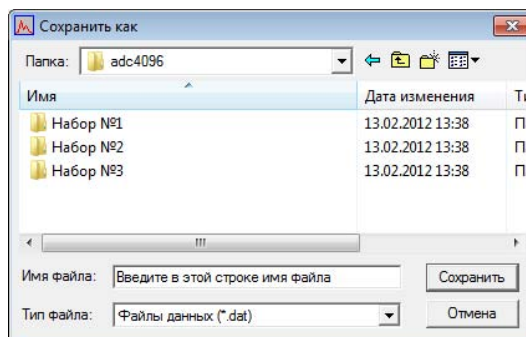 Сохранить как
Папка: adc4096
Имя Дата изменения
Набор №1 13.02.2012 13:38
Набор №2 13.02.2012 13:38
Набор №3 13.02.2012 13:38
Имя файла: Введите в этой строке имя файла Сохранить
Тип файла: Файлы данных (*.dat) Отмена